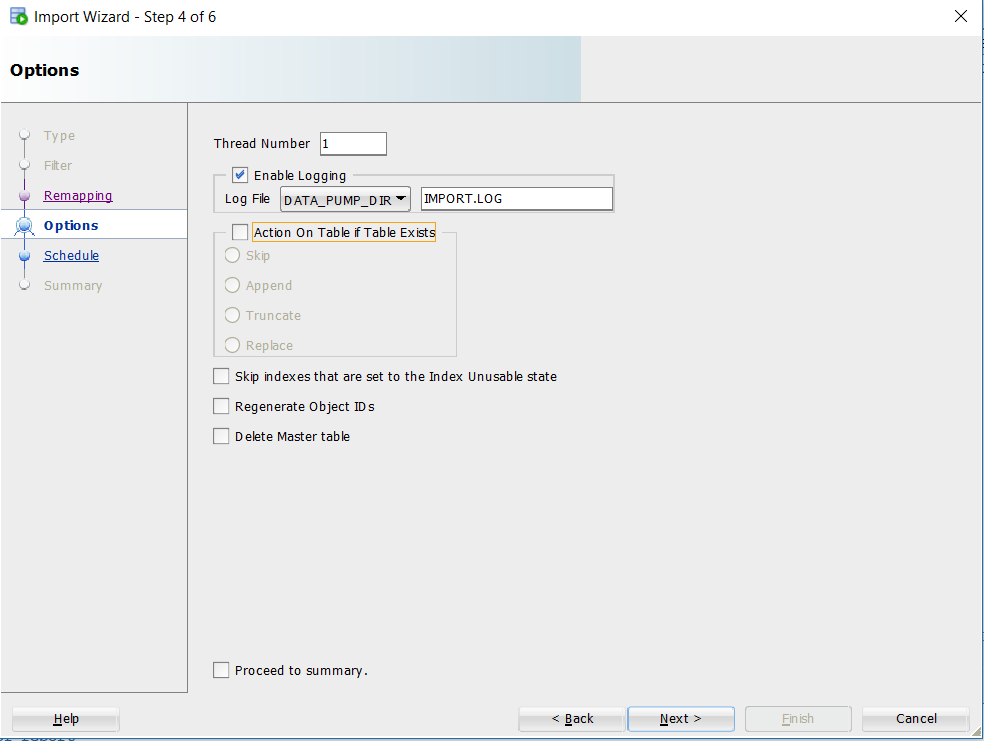 Import Wizard - Step 4 of 6
Options
Type
Filter
Remapping
Options
Schedule
Summary
Thread Number 1
Enable Logging
Log File DATA_PUMP_DIR IMPORT.LOG
Action On Table if Table Exists
Skip
Append
Truncate
Replace
Skip indexes that are set to the Index Unusable state
Regenerate Object IDs
Delete Master table
Proceed to summary.
Help < Back Next > Finish Cancel